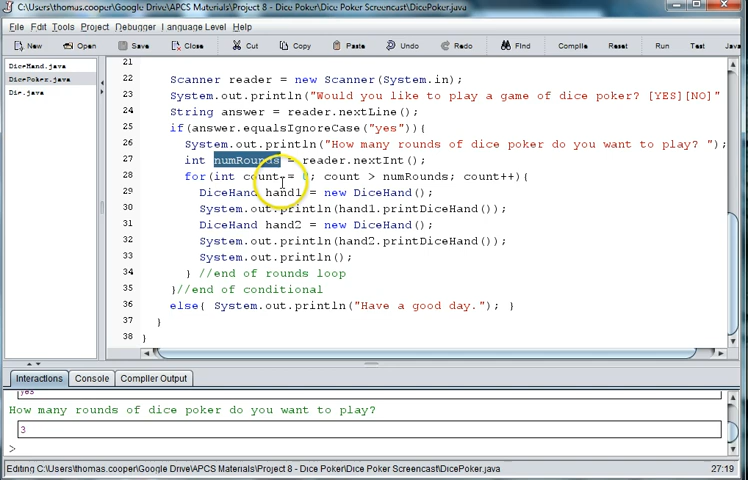 C:\Users\thomas.cooper\Google Drive\APCS Materials\Project 8 - Dice Poker\Dice Poker Screencast\DicePoker.java
File Edit Tools Project Debugger Language Level Help
New Open Save Close Cut Copy Paste Undo Redo Find Compile Reset Run Test
DiceHand.java
DicePoker.java
Die.java
21
22 Scanner reader = new Scanner(System.in);
23 System.out.println("Would you like to play a game of dice poker? [YES][NO]"
24 String answer = reader.nextLine();
25 if(answer.equalsIgnoreCase("yes")){
26 System.out.println("How many rounds of dice poker do you want to play? ");
27 int numRounds = reader.nextInt();
28 for(int count = 0; count > numRounds; count++){
29 DiceHand hand1 = new DiceHand();
30 System.out.println(hand1.printDiceHand());
31 DiceHand hand2 = new DiceHand();
32 System.out.println(hand2.printDiceHand());
33 System.out.println();
34 } //end of rounds loop
35 }//end of conditional
36 else{ System.out.println("Have a good day."); }
37 }
38 }
Interactions Console Compiler Output
yes
How many rounds of dice poker do you want to play?
3
>
Editing C:\Users\thomas.cooper\Google Drive\APCS Materials\Project 8 - Dice Poker\Dice Poker Screencast\DicePoker.java 27:19